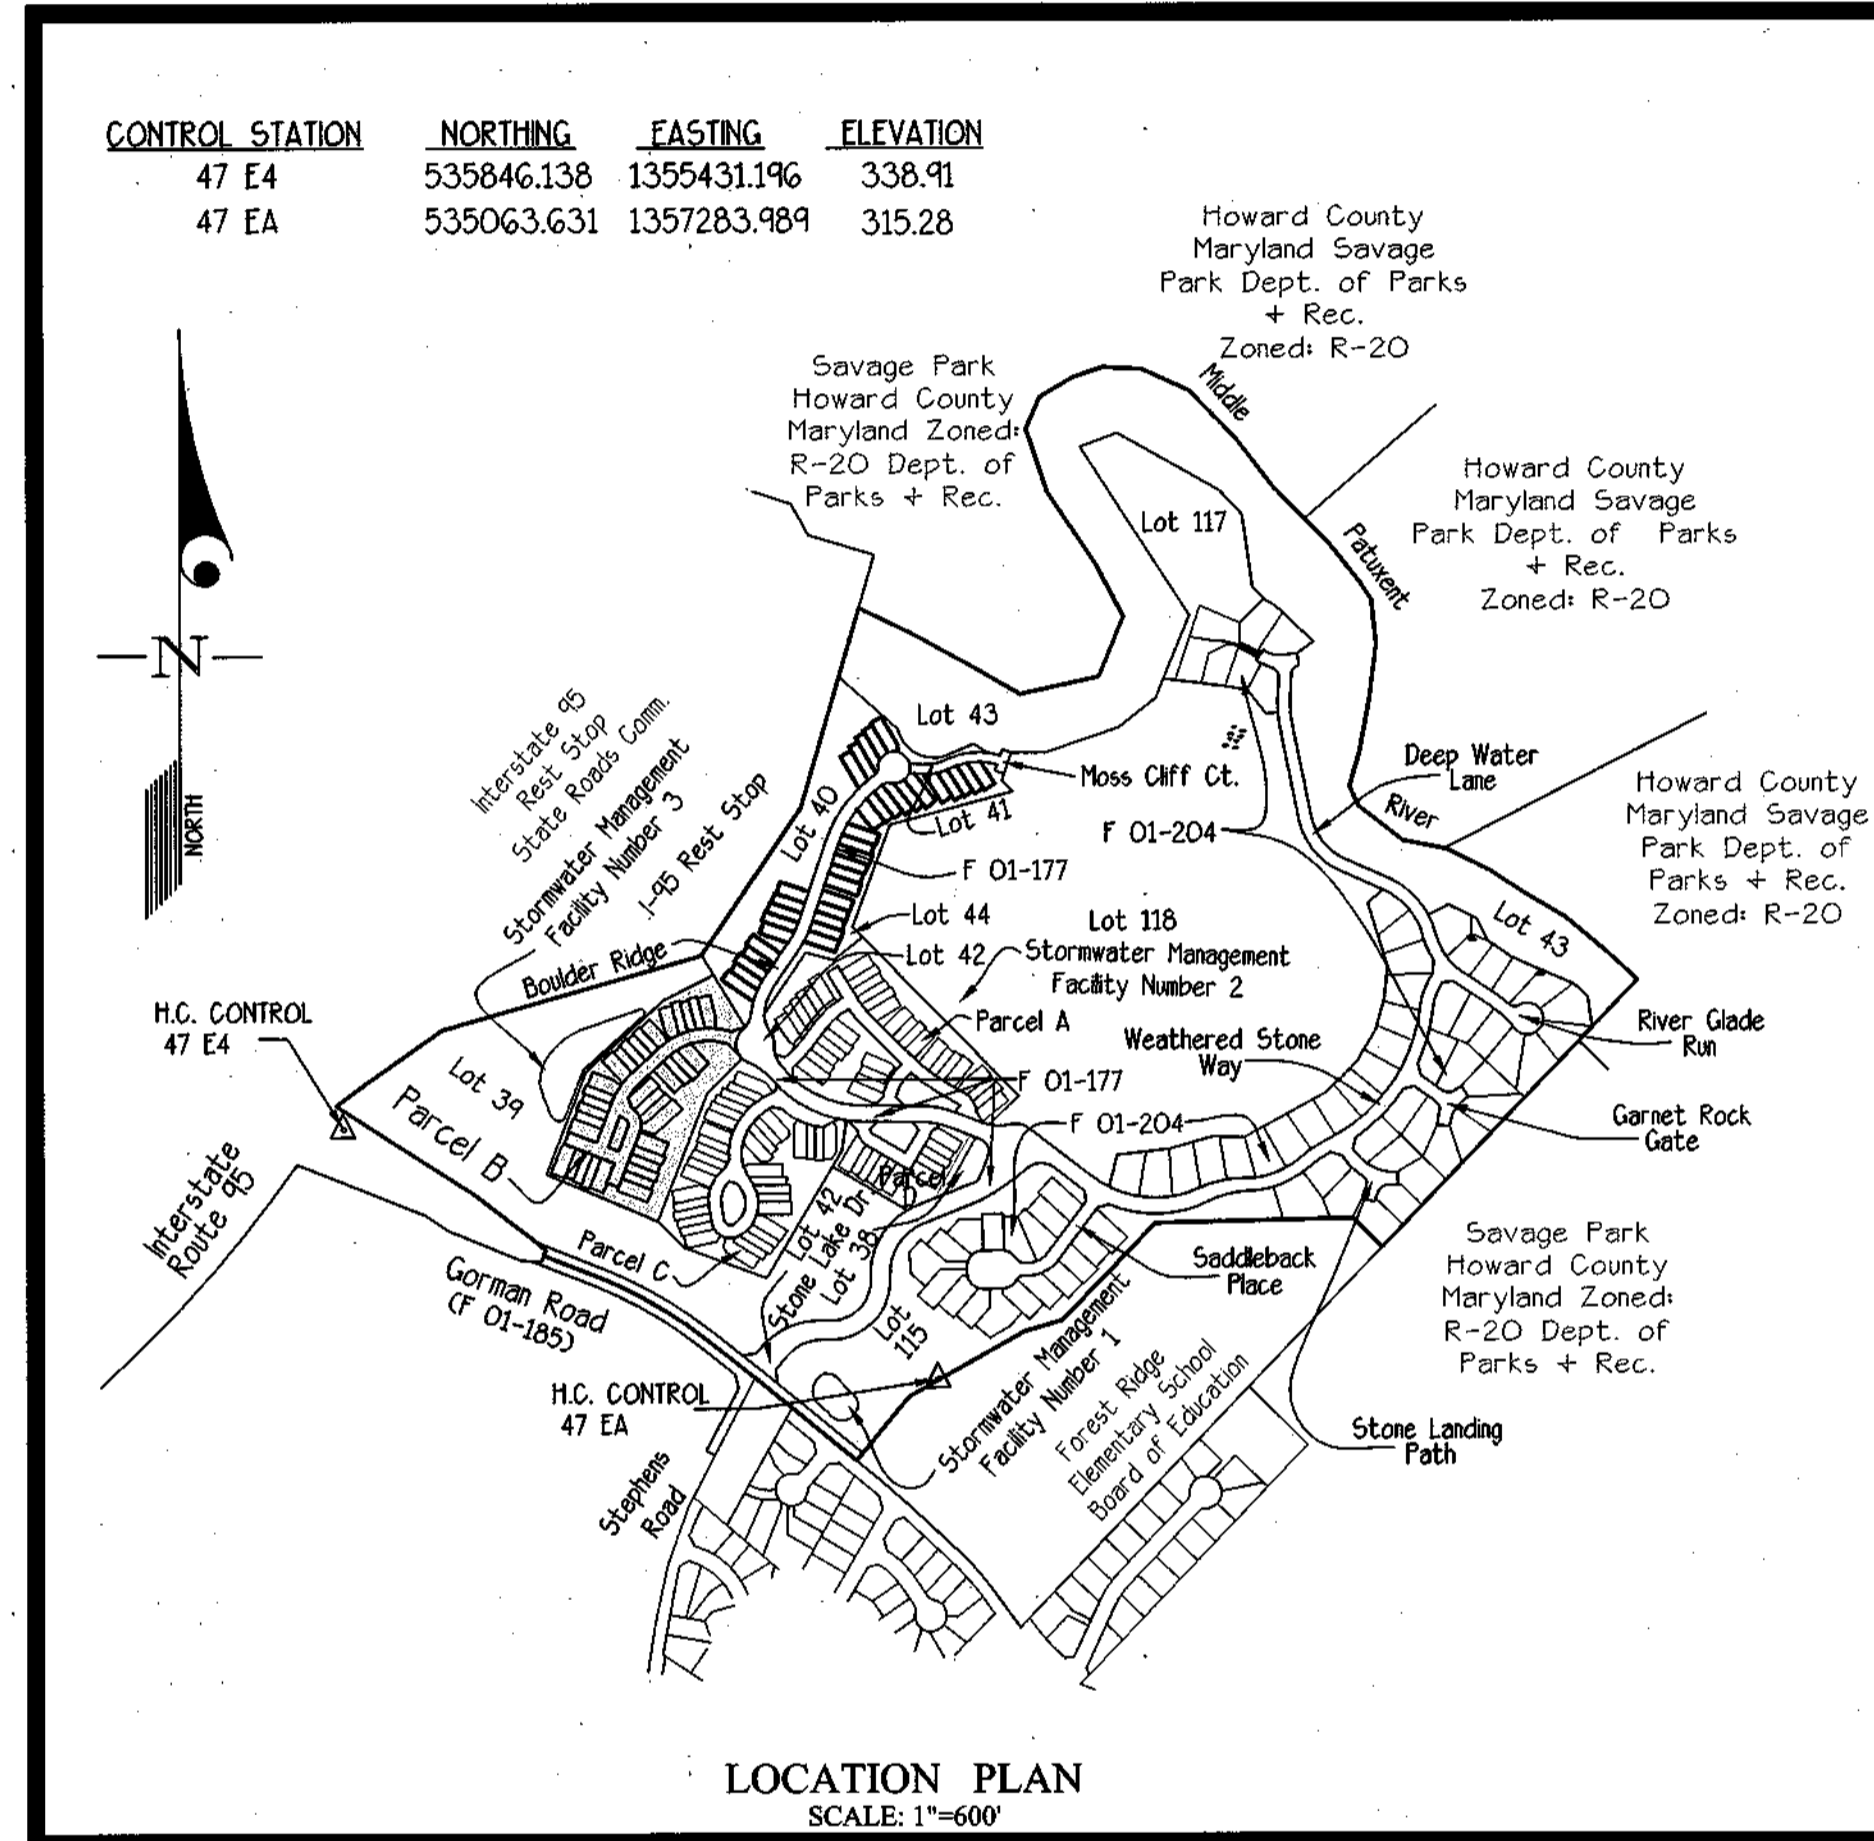 CONTROL STATION NORTHING EASTING ELEVATION
47 E4 535846.138 1355431.196 338.91
47 EA 535063.631 1357283.989 315.28
Howard County
Maryland Savage
Park Dept. of Parks
+ Rec.
Zoned: R-20
Savage Park
Howard County
Maryland Zoned:
R-20 Dept. of
Parks + Rec.
Middle
Patuxent
River
Howard County
Maryland Savage
Park Dept. of Parks
+ Rec.
Zoned: R-20
Lot 117
N
NORTH
Interstate 95
Rest Stop
State Roads Comm.
Stormwater Management
Facility Number 3
I-95 Rest Stop
Lot 43
Lot 40
Moss Cliff Ct.
Lot 41
F 01-204
Deep Water
Lane
Howard County
Maryland Savage
Park Dept. of
Parks + Rec.
Zoned: R-20
F 01-177
Lot 44
Lot 118
Lot 42
Stormwater Management
Facility Number 2
Lot 43
Boulder Ridge
Parcel A
H.C. CONTROL
47 E4
Weathered Stone
Way
River Glade
Run
Lot 39
Parcel B
F 01-177
F 01-204
Garnet Rock
Gate
Interstate
Route 95
Parcel
D
Lot 42
Stone Lake Dr.
Lot 38
Parcel C
Gorman Road
(F 01-185)
Saddleback
Place
Savage Park
Howard County
Maryland Zoned:
R-20 Dept. of
Parks + Rec.
Lot
115
H.C. CONTROL
47 EA
Stormwater Management
Facility Number 1
Forest Ridge
Elementary School
Board of Education
Stone Landing
Path
Stephens
Road
LOCATION PLAN
SCALE: 1"=600'